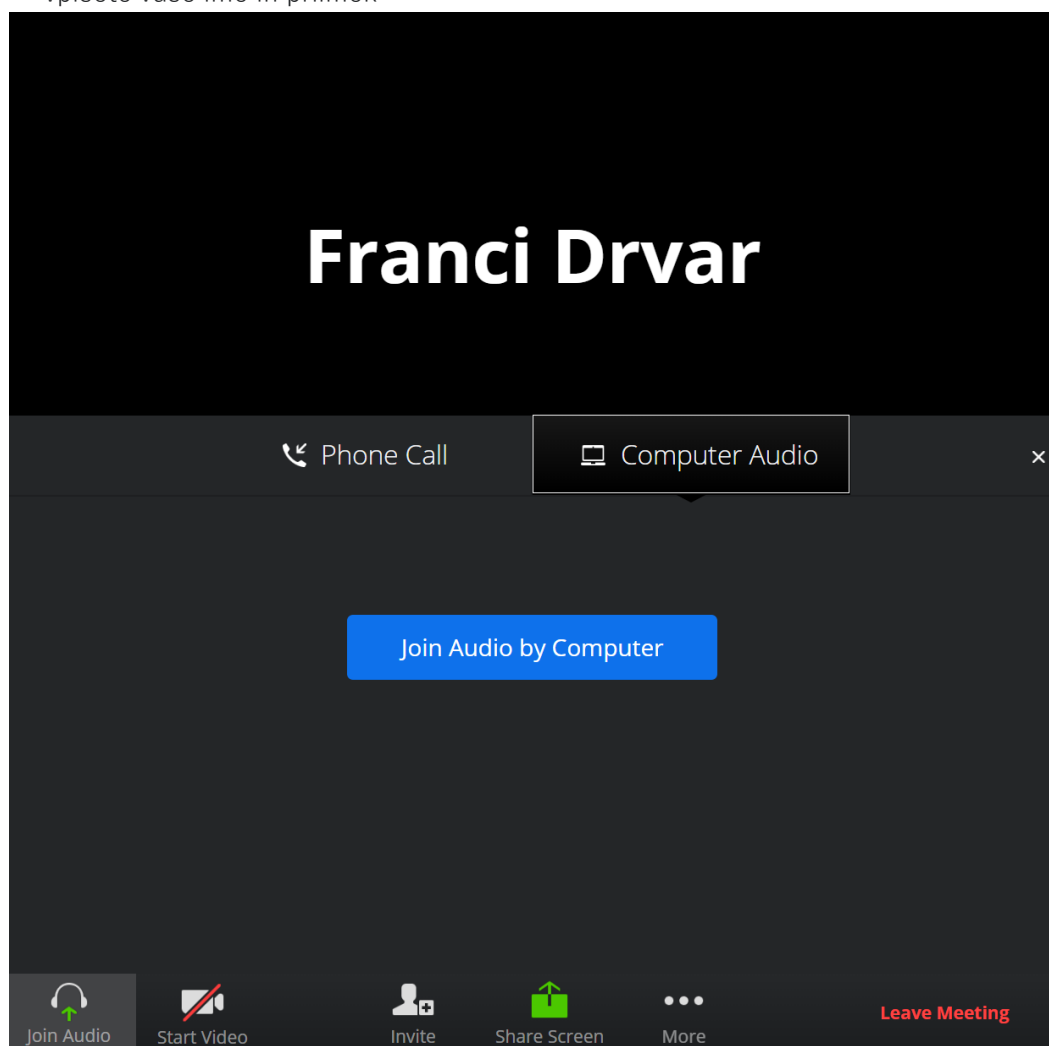 Franci Drvar
Phone Call
Computer Audio
×
Join Audio by Computer
Join Audio
Start Video
Invite
Share Screen
More
Leave Meeting